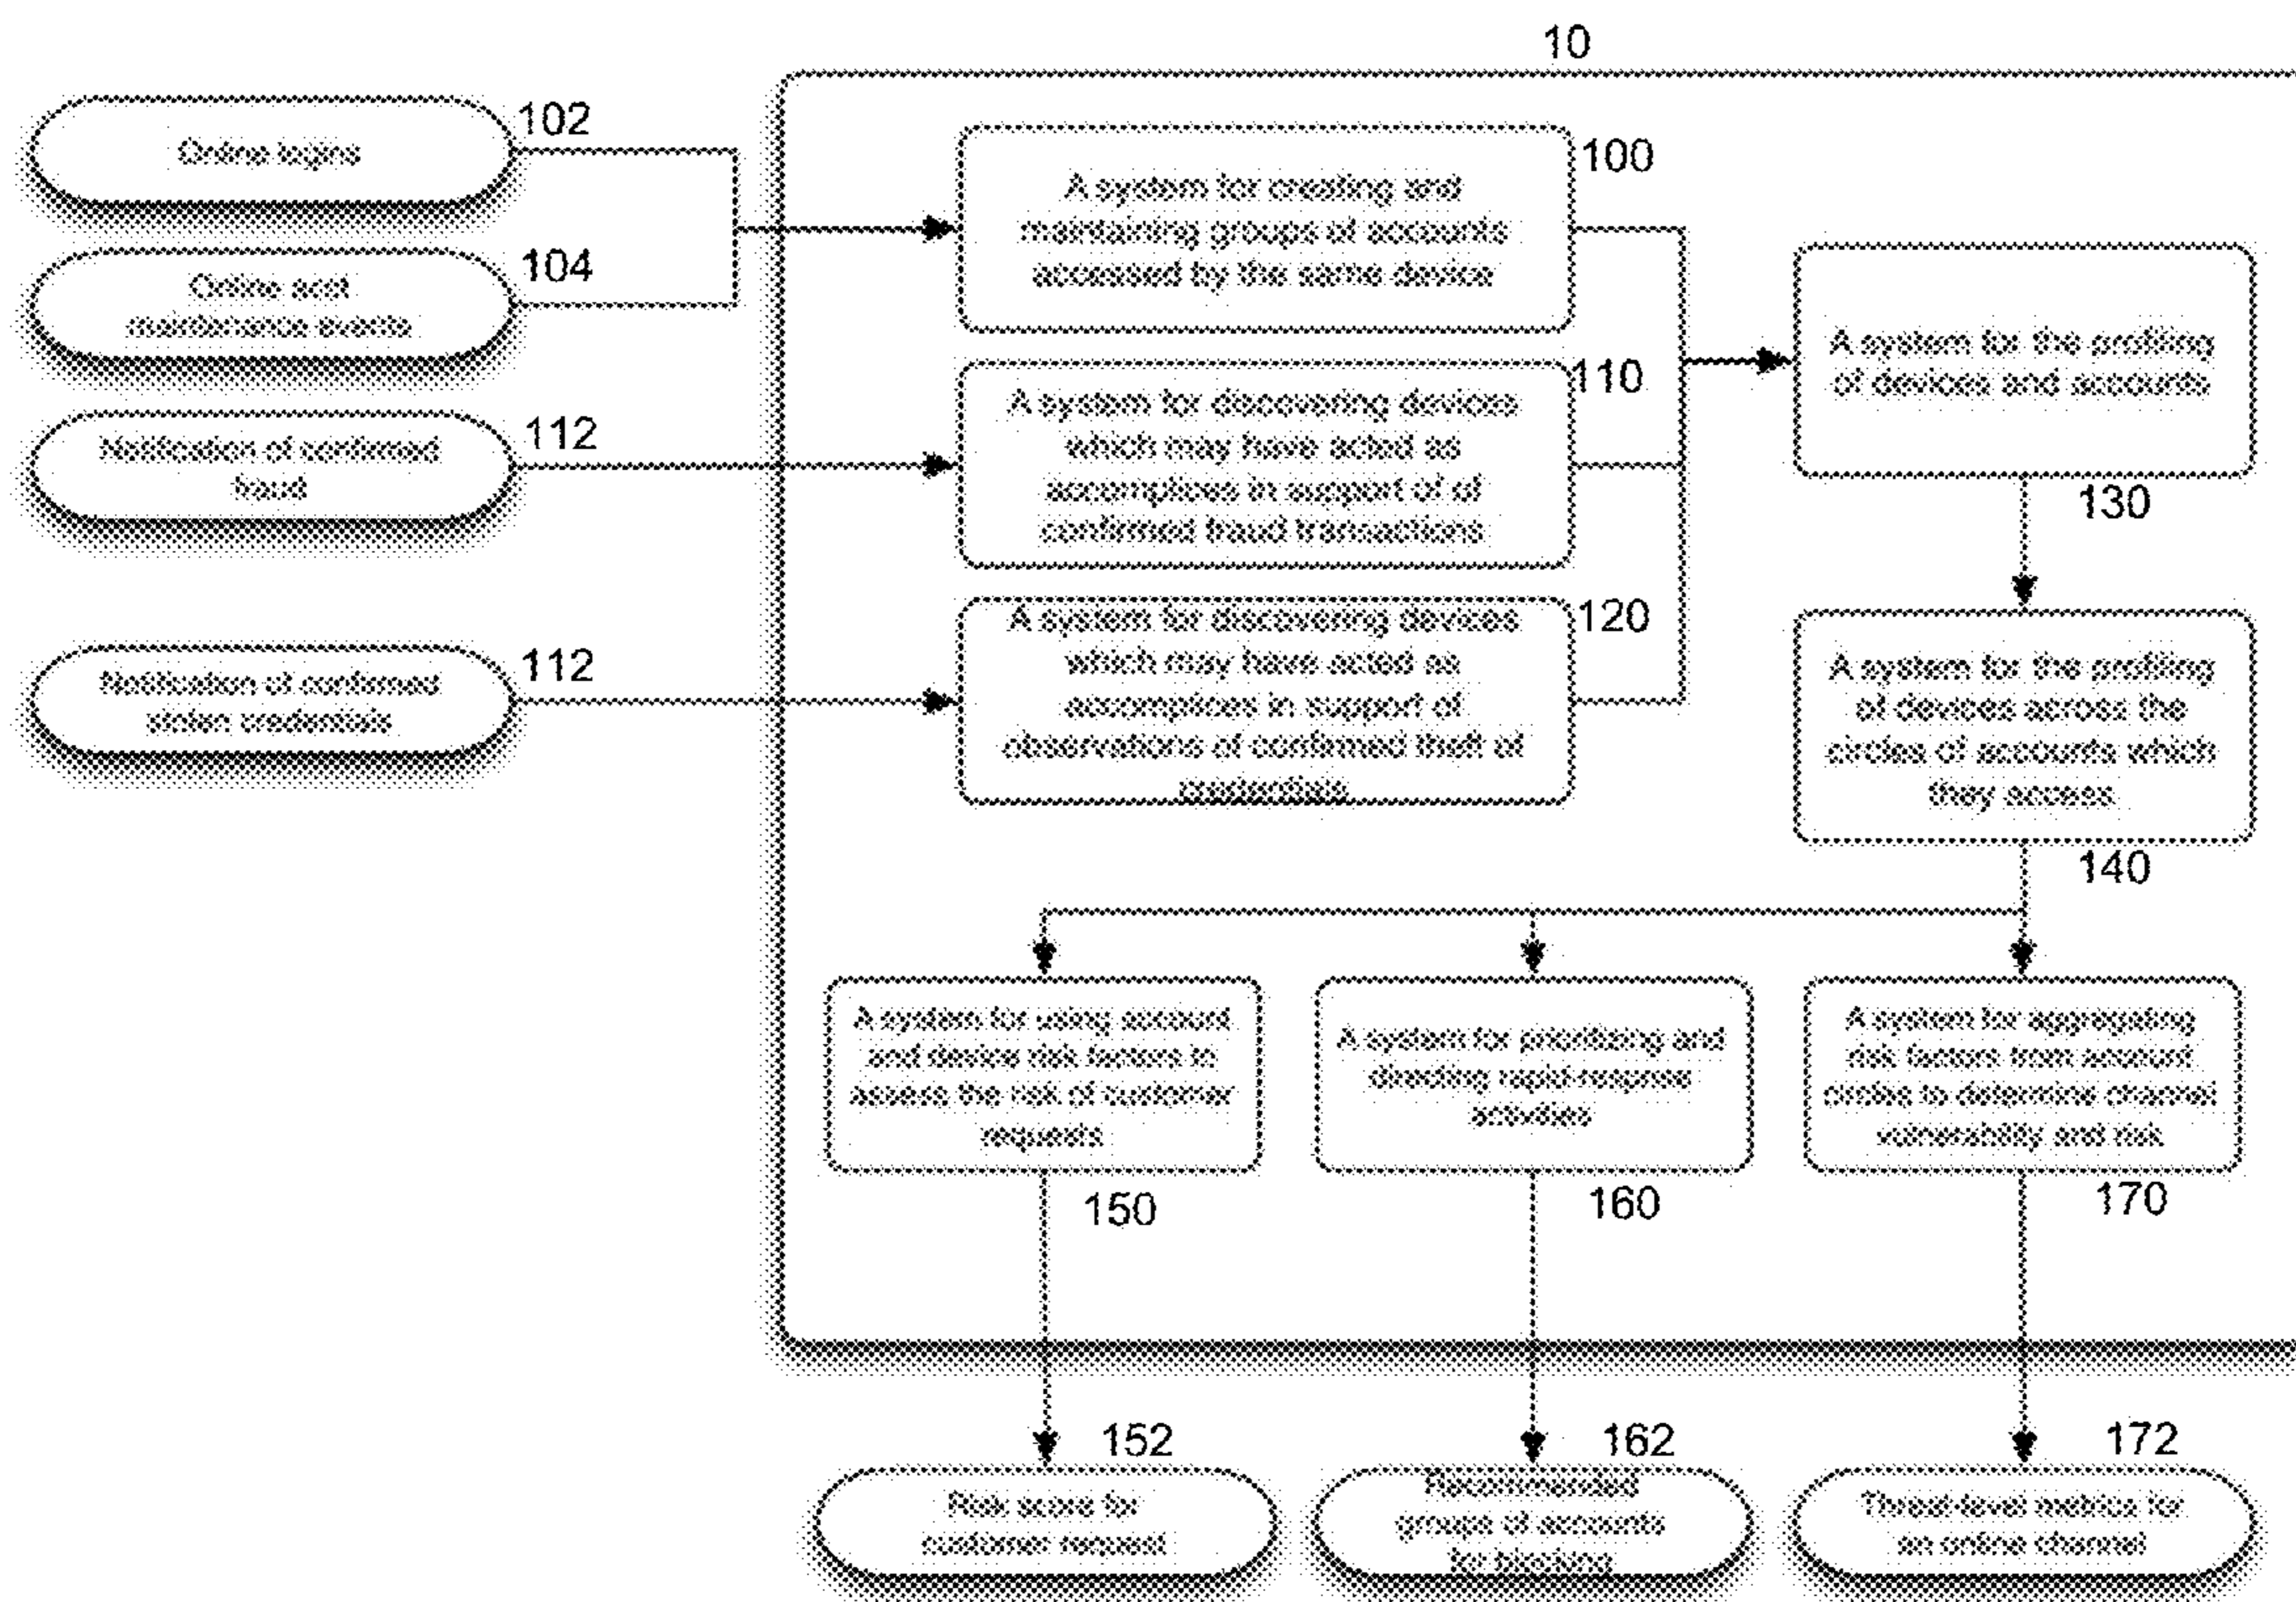 10
Online logins
102
Online acct
maintenance events
104
Notification of confirmed
fraud
112
Notification of confirmed
stolen credentials
112
A system for creating and
maintaining groups of accounts
accessed by the same device
100
A system for discovering devices
which may have acted as
accomplices in support of of
confirmed fraud transactions
110
A system for discovering devices
which may have acted as
accomplices in support of
observations of confirmed theft of
credentials
120
A system for the profiling
of devices and accounts
130
A system for the profiling
of devices across the
circles of accounts which
they access
140
A system for using account
and device risk factors in
assess the risk of customer
requests
150
A system for prioritizing and
directing rapid-response
activities
160
A system for aggregating
risk factors from account
circles to determine channel
vulnerability and risk
170
152
Risk score for
customer request
162
Recommended
groups of accounts
for blocking
172
Threat-level metrics for
an online channel